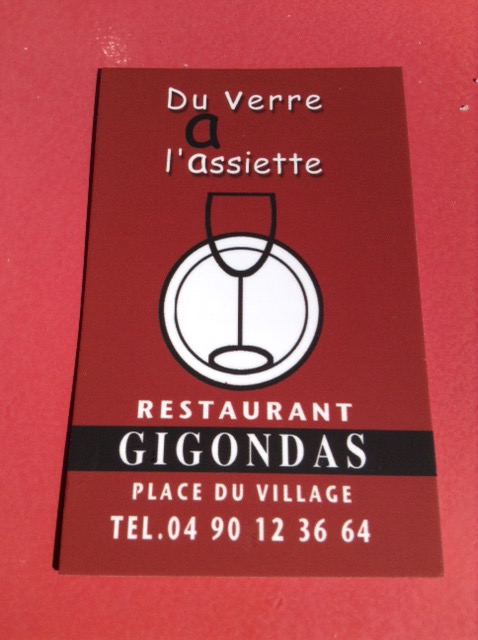 Du verre
a
l'assiette
RESTAURANT
GIGONDAS
PLACE DU VILLAGE
TEL.04 90 12 36 64